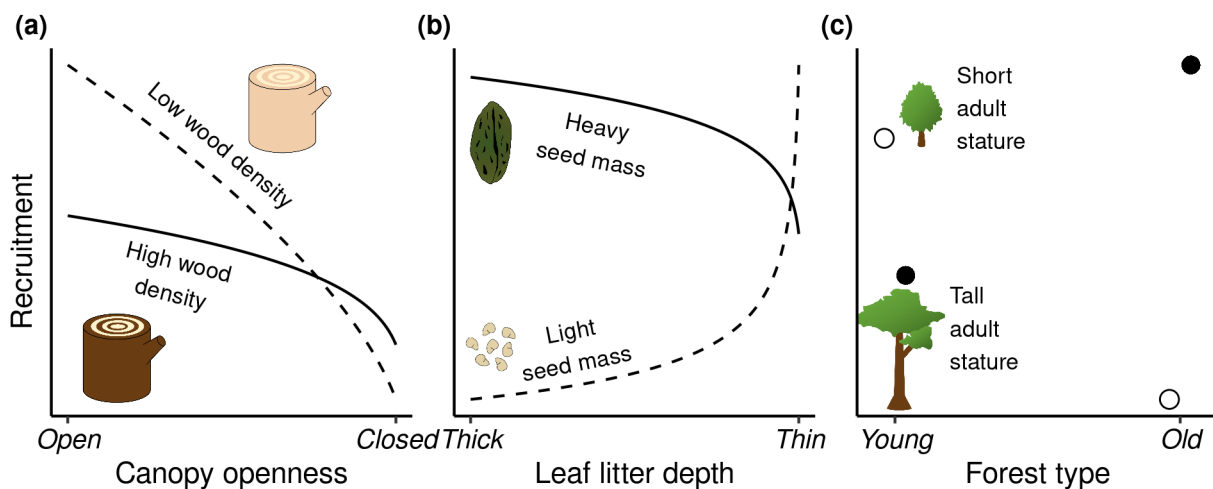 (a)
(b)
(c)
Recruitment
Low wood density
High wood
density
Open
Closed
Canopy openness
Heavy
seed mass
Light
seed mass
Thick
Thin
Leaf litter depth
Short
adult
stature
Tall
adult
stature
Young
Old
Forest type